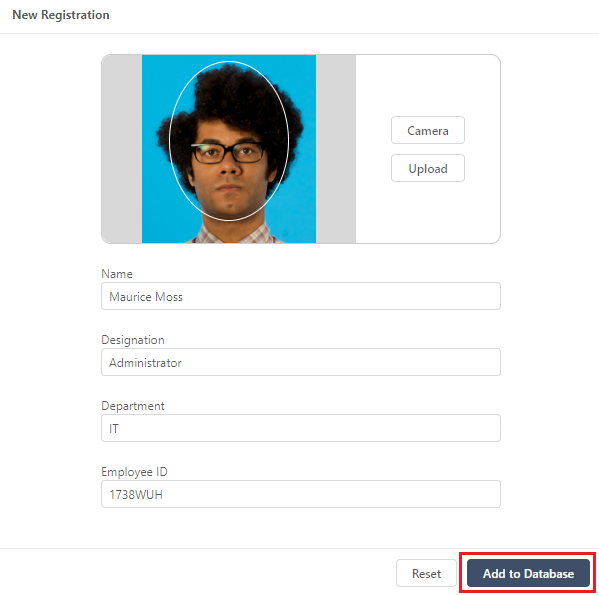 New Registration
Camera
Upload
Name
Maurice Moss
Designation
Administrator
Department
IT
Employee ID
1738WUH
Reset
Add to Database